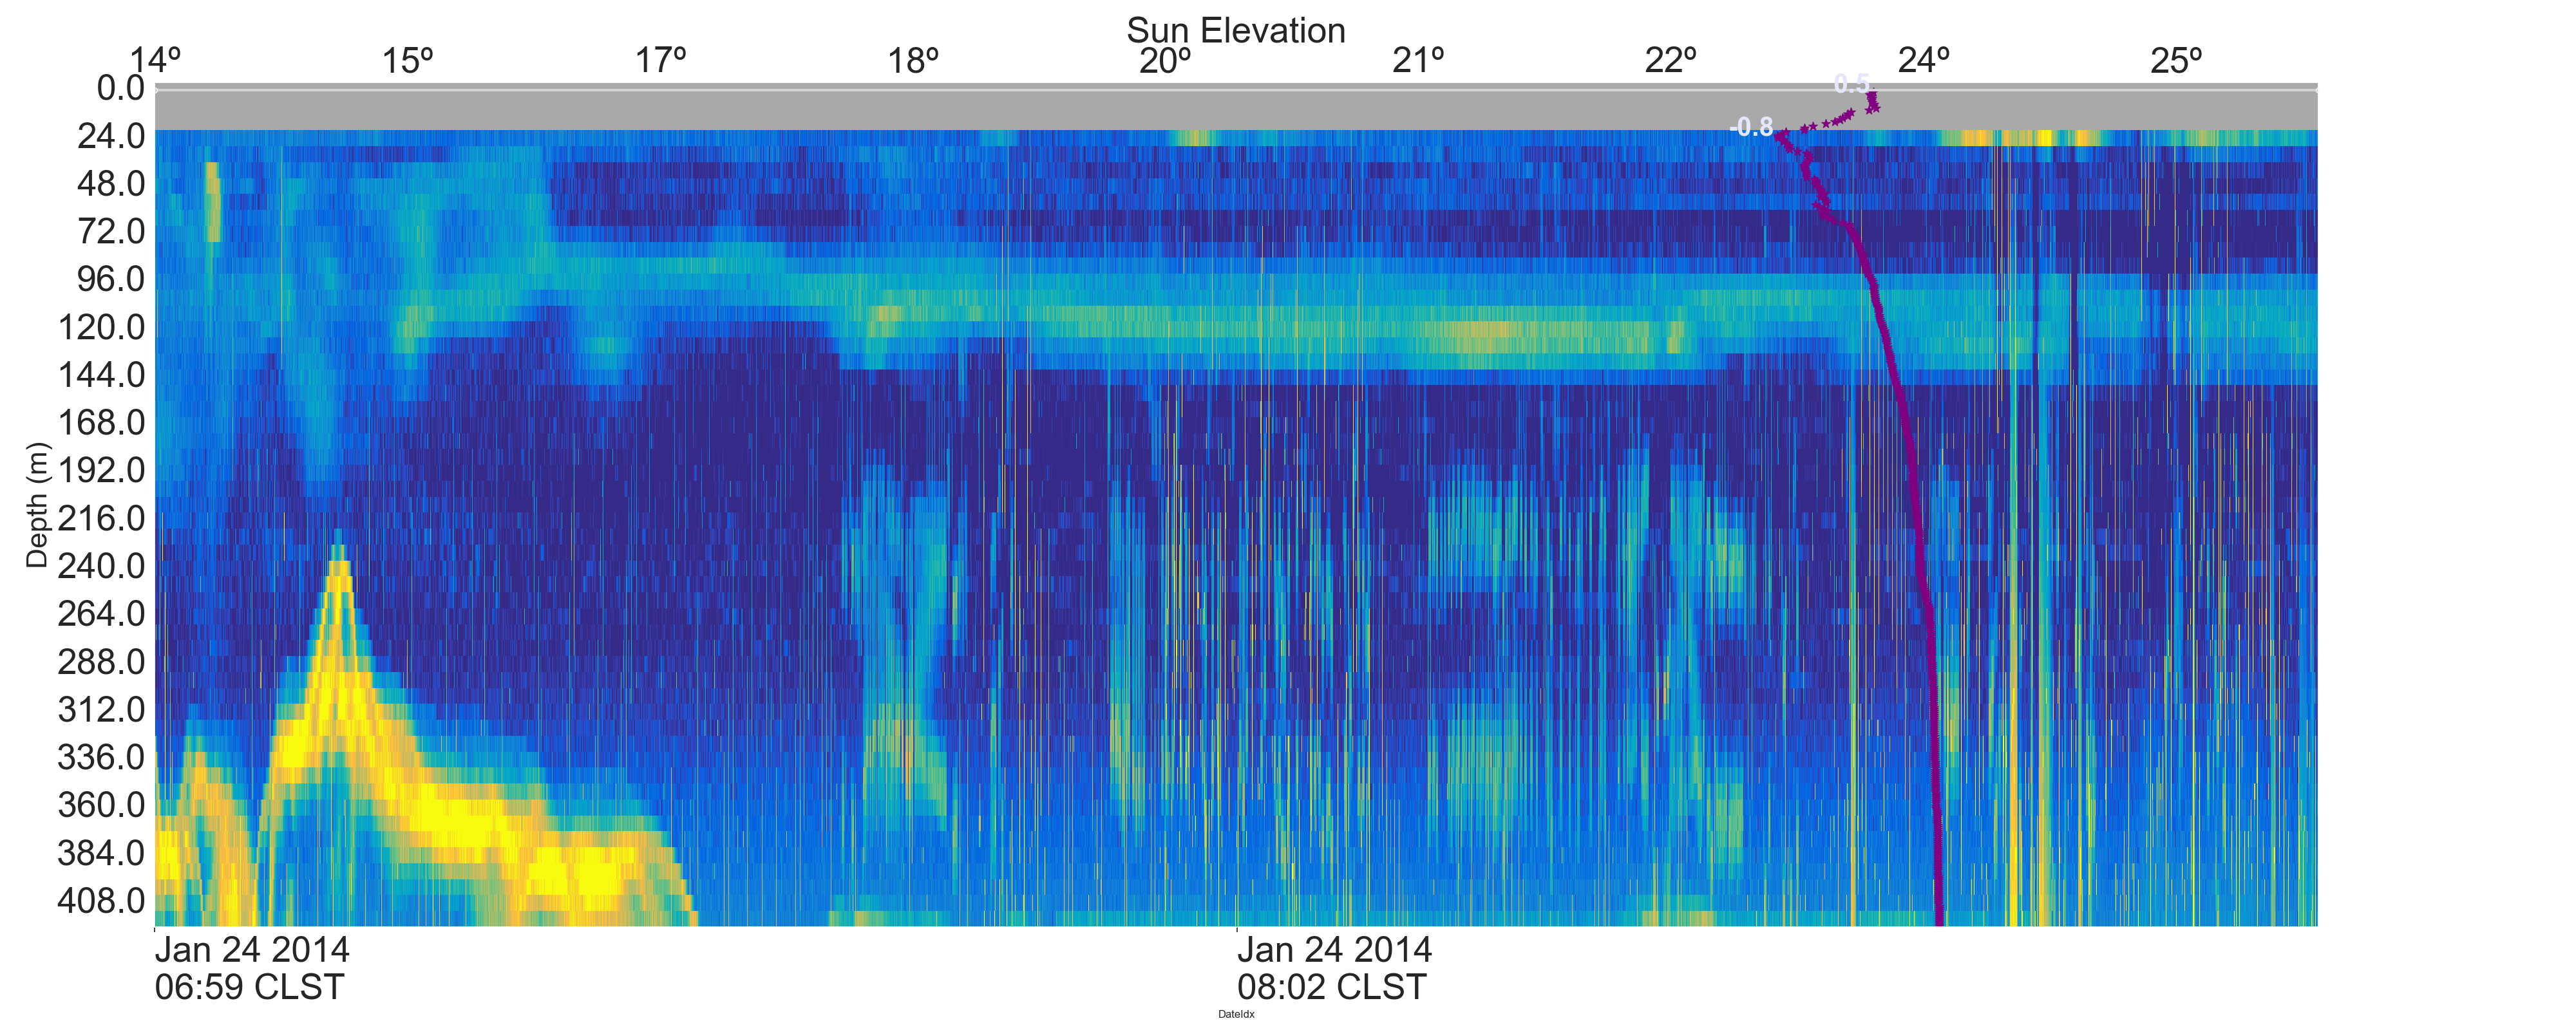 Sun Elevation
14º 15º 17º 18º 20º 21º 22º 24º 25º
0.0
0.5
24.0
-0.8
48.0
72.0
96.0
120.0
144.0
168.0
192.0
216.0
240.0
264.0
288.0
312.0
336.0
360.0
384.0
408.0
Depth (m)
Jan 24 2014
06:59 CLST
Jan 24 2014
08:02 CLST
DateIdx